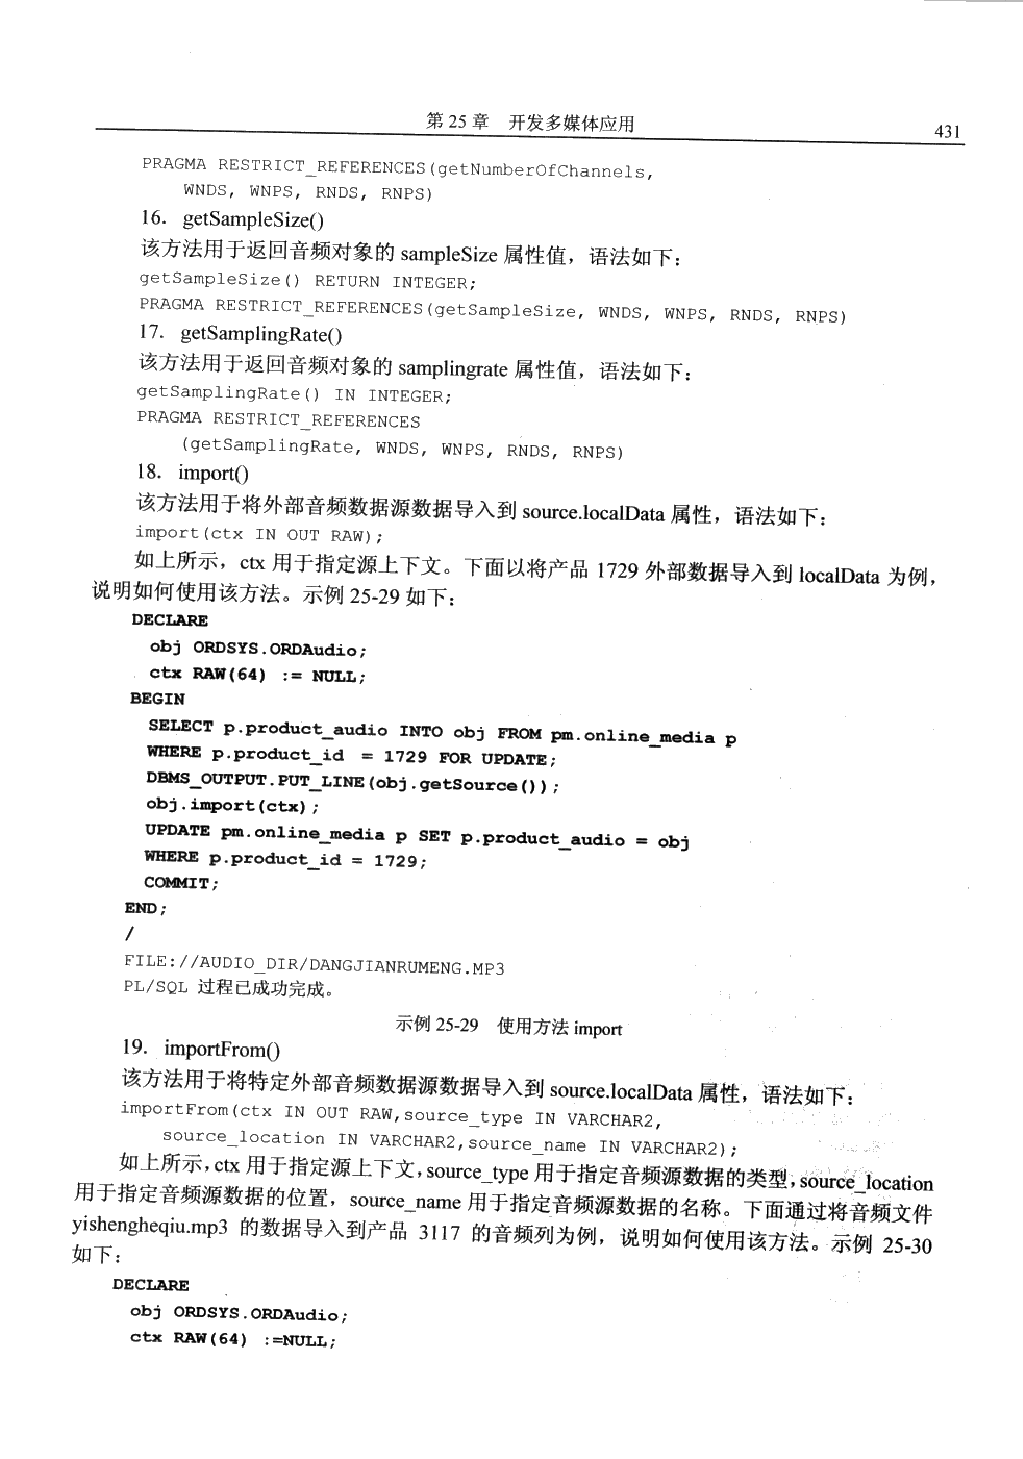 第 25 章　开发多媒体应用
431
PRAGMA RESTRICT_REFERENCES(getNumberOfChannels,
WNDS, WNPS, RNDS, RNPS)
16. getSampleSize()
该方法用于返回音频对象的 sampleSize 属性值，语法如下：
getSampleSize() RETURN INTEGER;
PRAGMA RESTRICT_REFERENCES(getSampleSize, WNDS, WNPS, RNDS, RNPS)
17. getSamplingRate()
该方法用于返回音频对象的 samplingrate 属性值，语法如下：
getSamplingRate() IN INTEGER;
PRAGMA RESTRICT_REFERENCES
(getSamplingRate, WNDS, WNPS, RNDS, RNPS)
18. import()
该方法用于将外部音频数据源数据导入到 source.localData 属性，语法如下：
import(ctx IN OUT RAW);
如上所示，ctx 用于指定源上下文。下面以将产品 1729 外部数据导入到 localData 为例，
说明如何使用该方法。示例 25-29 如下：
DECLARE
obj ORDSYS.ORDAudio;
ctx RAW(64) := NULL;
BEGIN
SELECT p.product_audio INTO obj FROM pm.online_media p
WHERE p.product_id = 1729 FOR UPDATE;
DBMS_OUTPUT.PUT_LINE(obj.getSource());
obj.import(ctx);
UPDATE pm.online_media p SET p.product_audio = obj
WHERE p.product_id = 1729;
COMMIT;
END;
/
FILE://AUDIO_DIR/DANGJIANRUMENG.MP3
PL/SQL 过程已成功完成。
示例 25-29　使用方法 import
19. importFrom()
该方法用于将特定外部音频数据源数据导入到 source.localData 属性，语法如下：
importFrom(ctx IN OUT RAW,source_type IN VARCHAR2,
source_location IN VARCHAR2,source_name IN VARCHAR2);
如上所示，ctx 用于指定源上下文，source_type 用于指定音频源数据的类型，source_location
用于指定音频源数据的位置，source_name 用于指定音频源数据的名称。下面通过将音频文件
yishengheqiu.mp3 的数据导入到产品 3117 的音频列为例，说明如何使用该方法。示例 25-30
如下：
DECLARE
obj ORDSYS.ORDAudio;
ctx RAW(64) :=NULL;